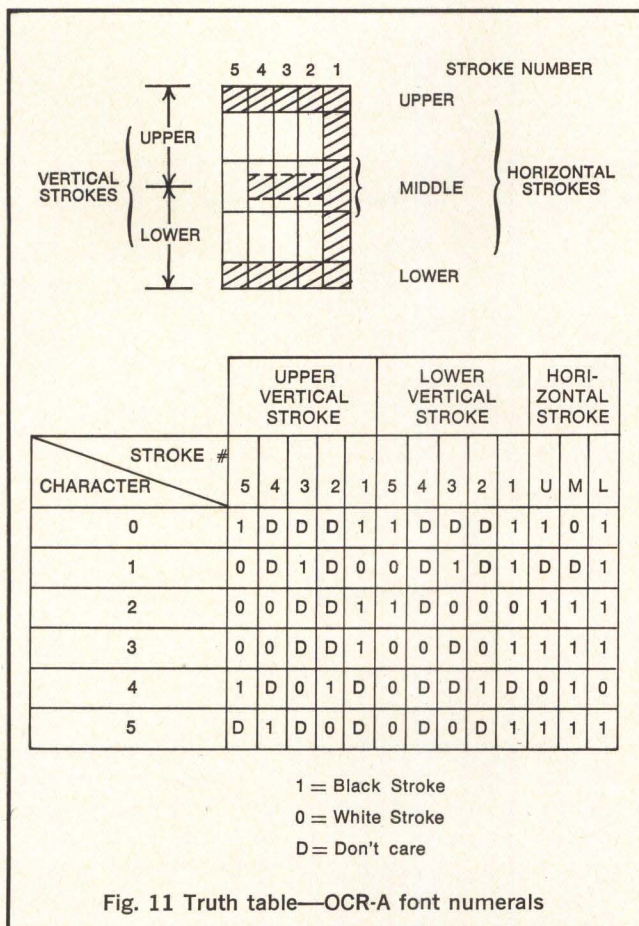 5 4 3 2 1 STROKE NUMBER
UPPER
UPPER
VERTICAL STROKES
MIDDLE
HORIZONTAL STROKES
LOWER
LOWER
UPPER VERTICAL STROKE LOWER VERTICAL STROKE HORI-ZONTAL STROKE
STROKE #
CHARACTER 5 4 3 2 1 5 4 3 2 1 U M L
0 1 D D D 1 1 D D D 1 1 0 1
1 0 D 1 D 0 0 D 1 D 1 D D 1
2 0 0 D D 1 1 D 0 0 0 1 1 1
3 0 0 D D 1 0 0 D 0 1 1 1 1
4 1 D 0 1 D 0 D D 1 D 0 1 0
5 D 1 D 0 D 0 D 0 D 1 1 1 1
1 = Black Stroke
0 = White Stroke
D = Don't care
Fig. 11 Truth table—OCR-A font numerals